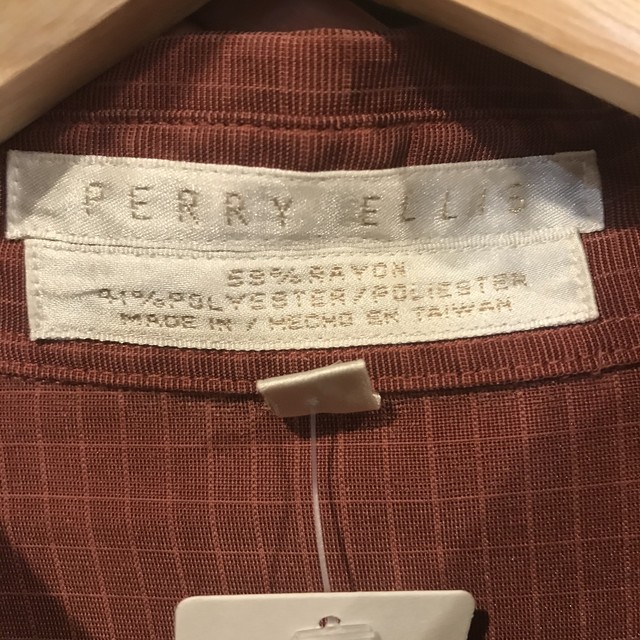 PERRY ELLIS
59% RAYON
41% POLYESTER/POLIESTER
MADE IN / HECHO EN TAIWAN